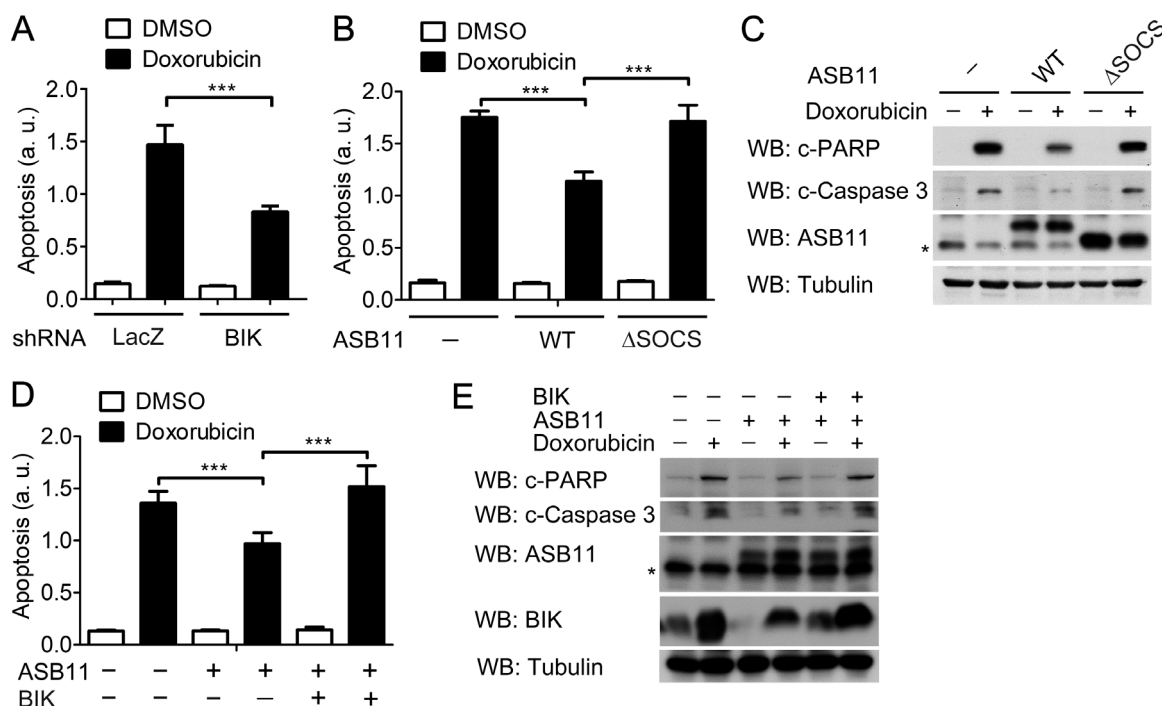 A
DMSO
Doxorubicin
***
Apoptosis (a. u.)
2.0
1.5
1.0
0.5
0.0
shRNA LacZ BIK
B
DMSO
Doxorubicin
***
***
Apoptosis (a. u.)
2.0
1.5
1.0
0.5
0.0
ASB11 – WT ΔSOCS
C
ASB11 – WT ΔSOCS
Doxorubicin – + – + – +
WB: c-PARP
WB: c-Caspase 3
WB: ASB11
*
WB: Tubulin
D
DMSO
Doxorubicin
***
***
Apoptosis (a. u.)
2.0
1.5
1.0
0.5
0.0
ASB11 – – + + + +
BIK – – – – + +
E
BIK – – – – + +
ASB11 – – + + + +
Doxorubicin – + – + – +
WB: c-PARP
WB: c-Caspase 3
WB: ASB11
*
WB: BIK
WB: Tubulin